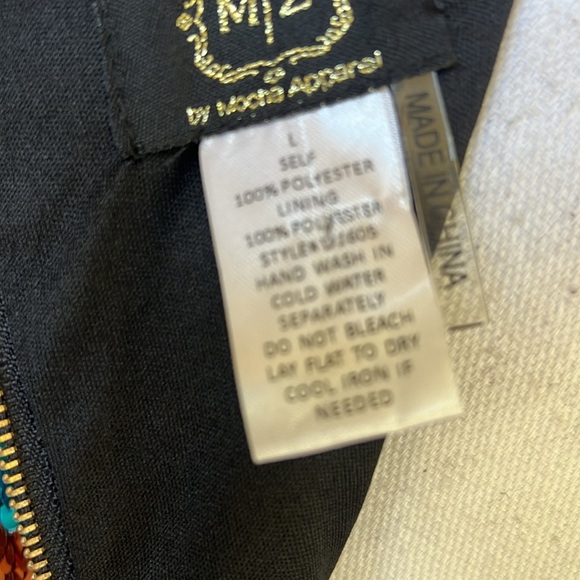 M|Z
by Mocha Apparel
L
SELF
100% POLYESTER
LINING
100% POLYESTER
HAND WASH IN
COLD WATER
SEPARATELY
DO NOT BLEACH
LAY FLAT TO DRY
COOL IRON IF
NEEDED
MADE IN CHINA